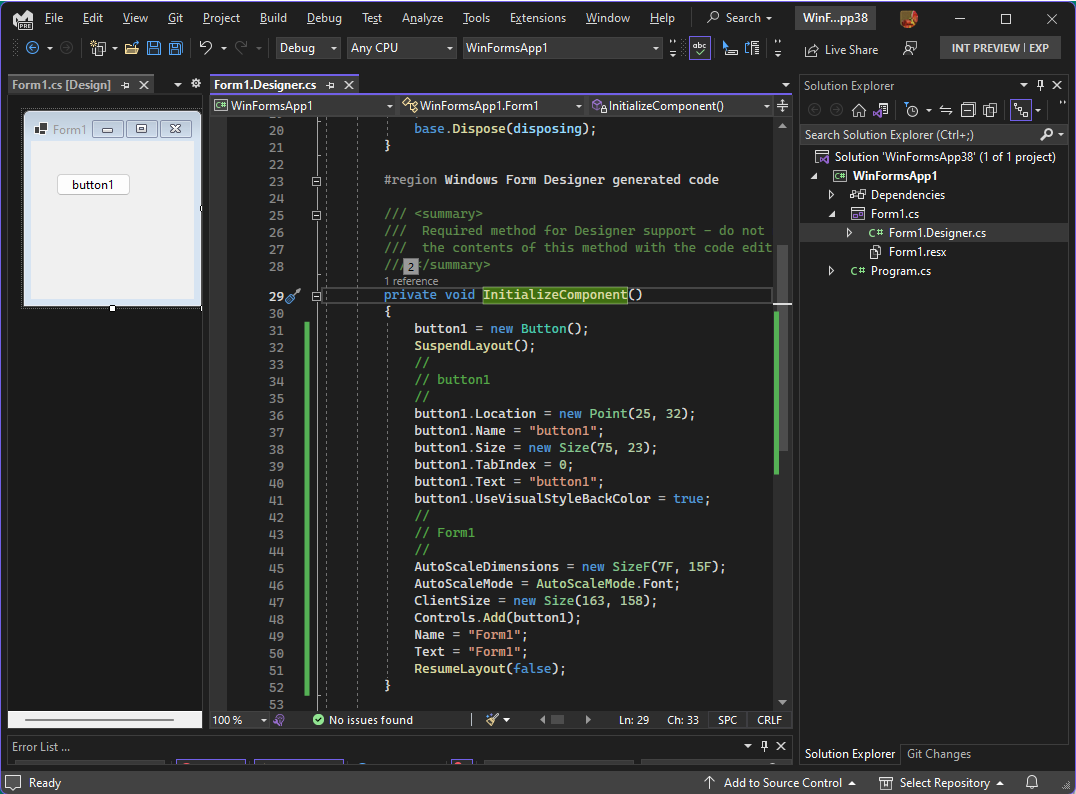 File Edit View Git Project Build Debug Test Analyze Tools Extensions Window Help Search WinF...pp38
PRE
Debug Any CPU WinFormsApp1 abc Live Share INT PREVIEW | EXP
Form1.cs [Design] Form1.Designer.cs Solution Explorer
C# WinFormsApp1 WinFormsApp1.Form1 InitializeComponent()
Search Solution Explorer (Ctrl+;)
Form1
button1
20 base.Dispose(disposing);
21 }
22
23 #region Windows Form Designer generated code
24
25 /// <summary>
26 /// Required method for Designer support – do not
27 /// the contents of this method with the code edit
28 /// 2 </summary>
1 reference
29 private void InitializeComponent()
30 {
31 button1 = new Button();
32 SuspendLayout();
33 //
34 // button1
35 //
36 button1.Location = new Point(25, 32);
37 button1.Name = "button1";
38 button1.Size = new Size(75, 23);
39 button1.TabIndex = 0;
40 button1.Text = "button1";
41 button1.UseVisualStyleBackColor = true;
42 //
43 // Form1
44 //
45 AutoScaleDimensions = new SizeF(7F, 15F);
46 AutoScaleMode = AutoScaleMode.Font;
47 ClientSize = new Size(163, 158);
48 Controls.Add(button1);
49 Name = "Form1";
50 Text = "Form1";
51 ResumeLayout(false);
52 }
53
Solution 'WinFormsApp38' (1 of 1 project)
C# WinFormsApp1
Dependencies
Form1.cs
C# Form1.Designer.cs
Form1.resx
C# Program.cs
100 % No issues found Ln: 29 Ch: 33 SPC CRLF
Error List ...
Solution Explorer Git Changes
Ready Add to Source Control Select Repository